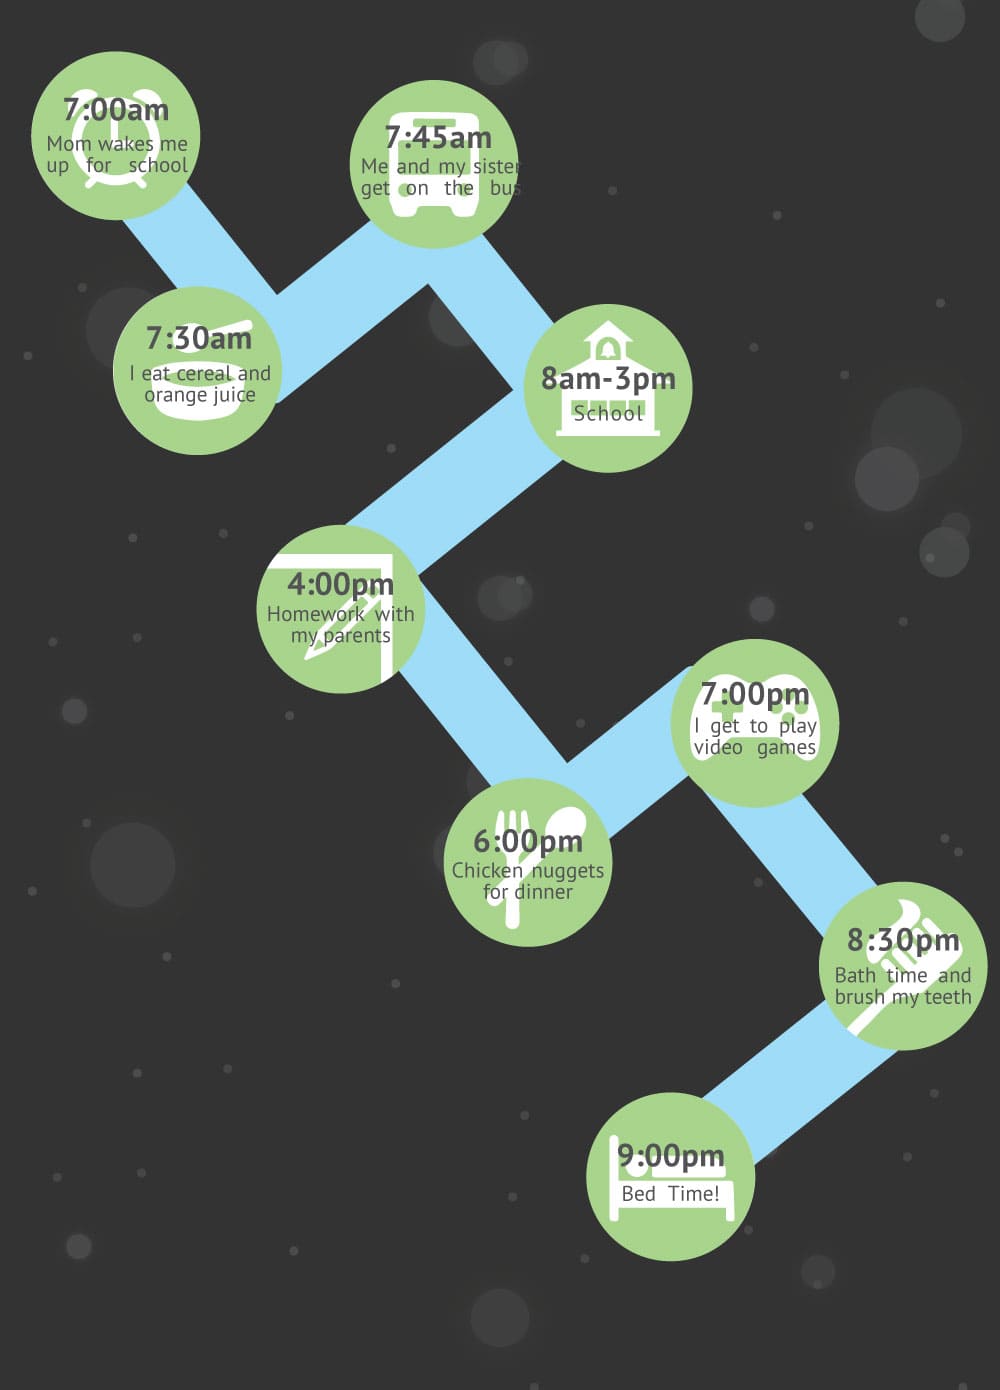 7:00am
Mom wakes me
up for school
7:30am
I eat cereal and
orange juice
7:45am
Me and my sister
get on the bus
8am-3pm
School
4:00pm
Homework with
my parents
6:00pm
Chicken nuggets
for dinner
7:00pm
I get to play
video games
8:30pm
Bath time and
brush my teeth
9:00pm
Bed Time!